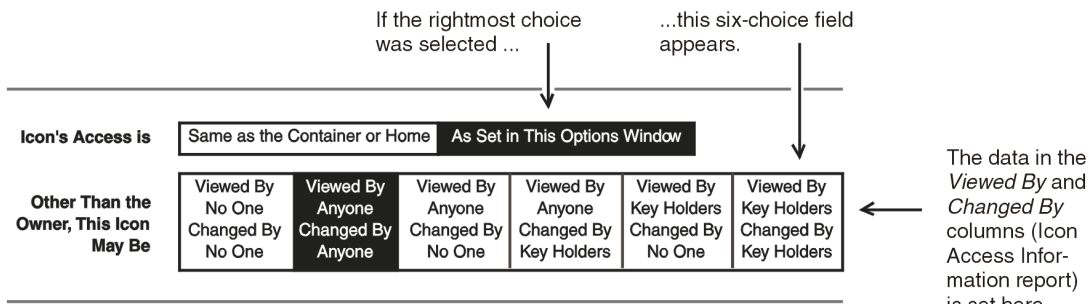 If the rightmost choice
was selected ...
...this six-choice field
appears.
Icon's Access is
Same as the Container or Home
As Set in This Options Window
Other Than the
Owner, This Icon
May Be
Viewed By
No One
Changed By
No One
Viewed By
Anyone
Changed By
Anyone
Viewed By
Anyone
Changed By
No One
Viewed By
Anyone
Changed By
Key Holders
Viewed By
Key Holders
Changed By
No One
Viewed By
Key Holders
Changed By
Key Holders
The data in the
Viewed By and
Changed By
columns (Icon
Access Infor-
mation report)
is set here